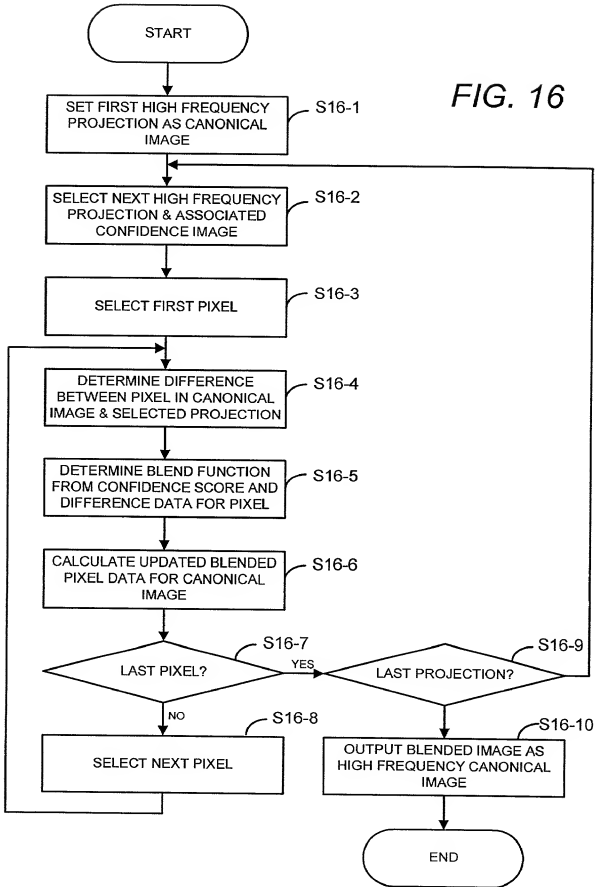 START
FIG. 16
SET FIRST HIGH FREQUENCY
PROJECTION AS CANONICAL
IMAGE
S16-1
SELECT NEXT HIGH FREQUENCY
PROJECTION & ASSOCIATED
CONFIDENCE IMAGE
S16-2
SELECT FIRST PIXEL
S16-3
DETERMINE DIFFERENCE
BETWEEN PIXEL IN CANONICAL
IMAGE & SELECTED PROJECTION
S16-4
DETERMINE BLEND FUNCTION
FROM CONFIDENCE SCORE AND
DIFFERENCE DATA FOR PIXEL
S16-5
CALCULATE UPDATED BLENDED
PIXEL DATA FOR CANONICAL
IMAGE
S16-6
LAST PIXEL?
S16-7
YES
LAST PROJECTION?
S16-9
NO
SELECT NEXT PIXEL
S16-8
OUTPUT BLENDED IMAGE AS
HIGH FREQUENCY CANONICAL
IMAGE
S16-10
END